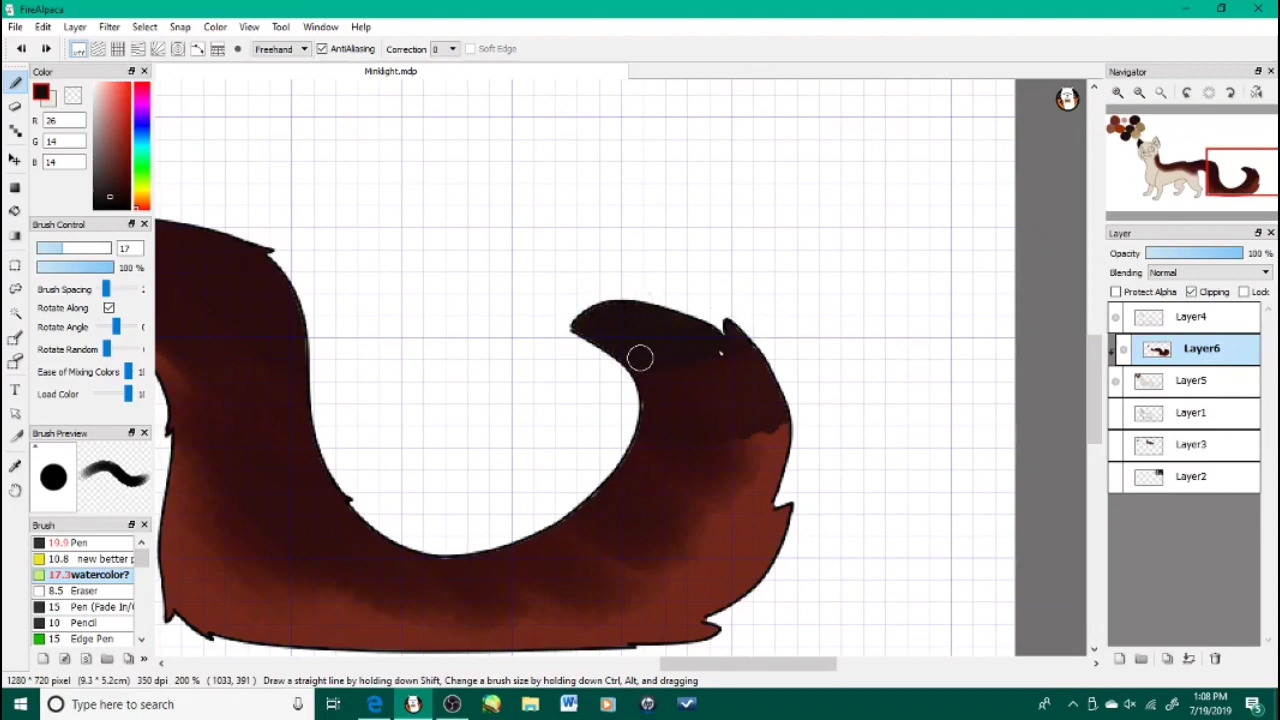 FireAlpaca
File Edit Layer Filter Select Snap Color View Tool Window Help
Freehand AntiAliasing Correction 0 Soft Edge
Color
Minklight.mdp
Navigator
R 26
G 14
B 14
Brush Control
17
100 %
Brush Spacing
Rotate Along
Rotate Angle
Rotate Random
Ease of Mixing Colors
Load Color
Layer
Opacity 100 %
Blending Normal
Protect Alpha Clipping Lock
Layer4
Layer6
Layer5
Layer1
Layer3
Layer2
Brush Preview
Brush
19.9 Pen
10.8 new better p
17.3 watercolor?
8.5 Eraser
15 Pen (Fade In/
10 Pencil
15 Edge Pen
1280 * 720 pixel (9.3 * 5.2cm) 350 dpi 200 % ( 1033, 391 ) Draw a straight line by holding down Shift, Change a brush size by holding down Ctrl, Alt, and dragging
Type here to search
1:08 PM
7/19/2019